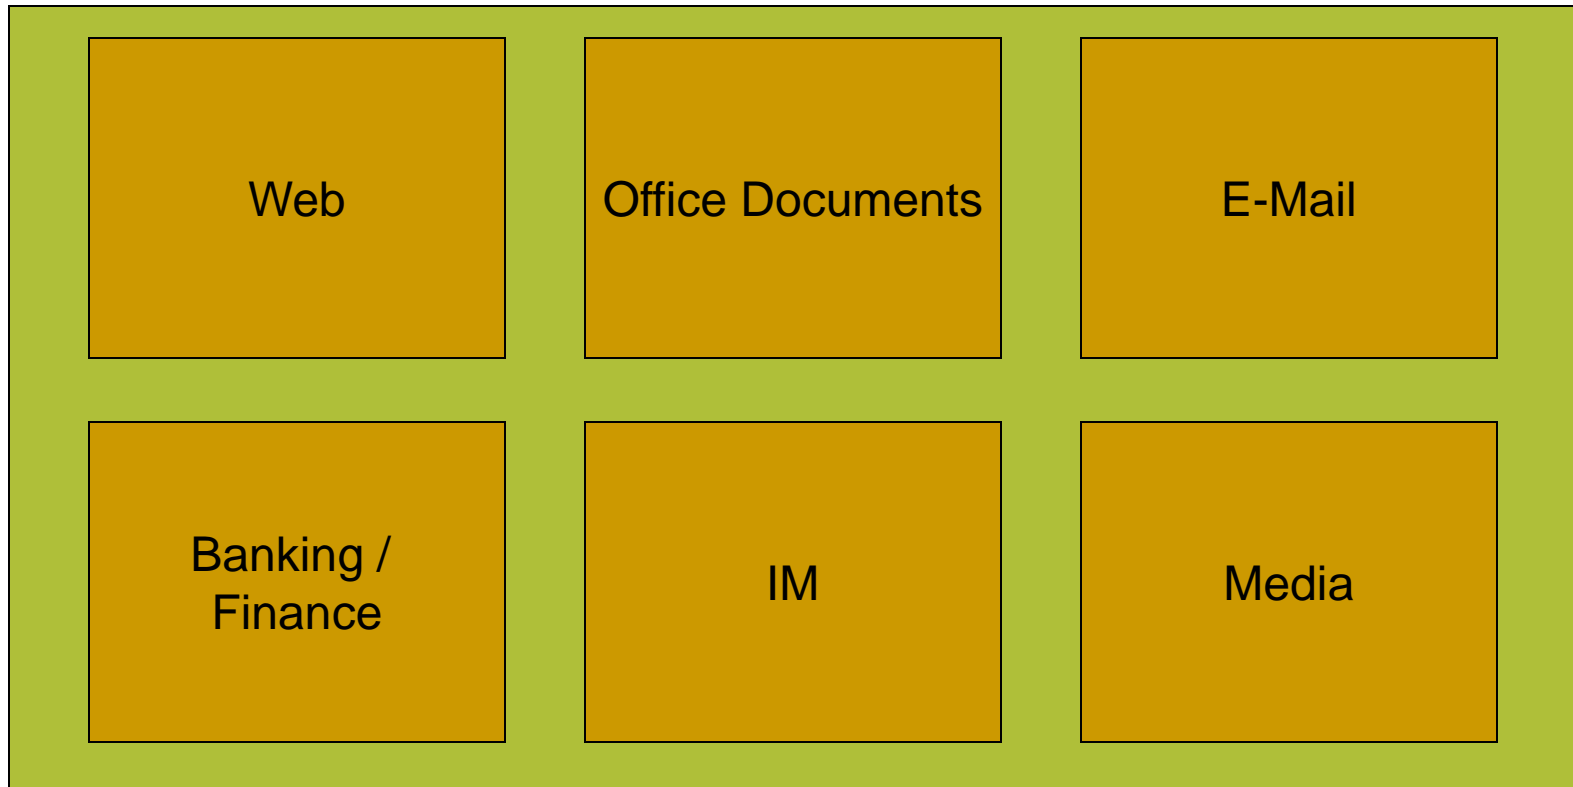 Web
Office Documents
E-Mail
Banking /
Finance
IM
Media